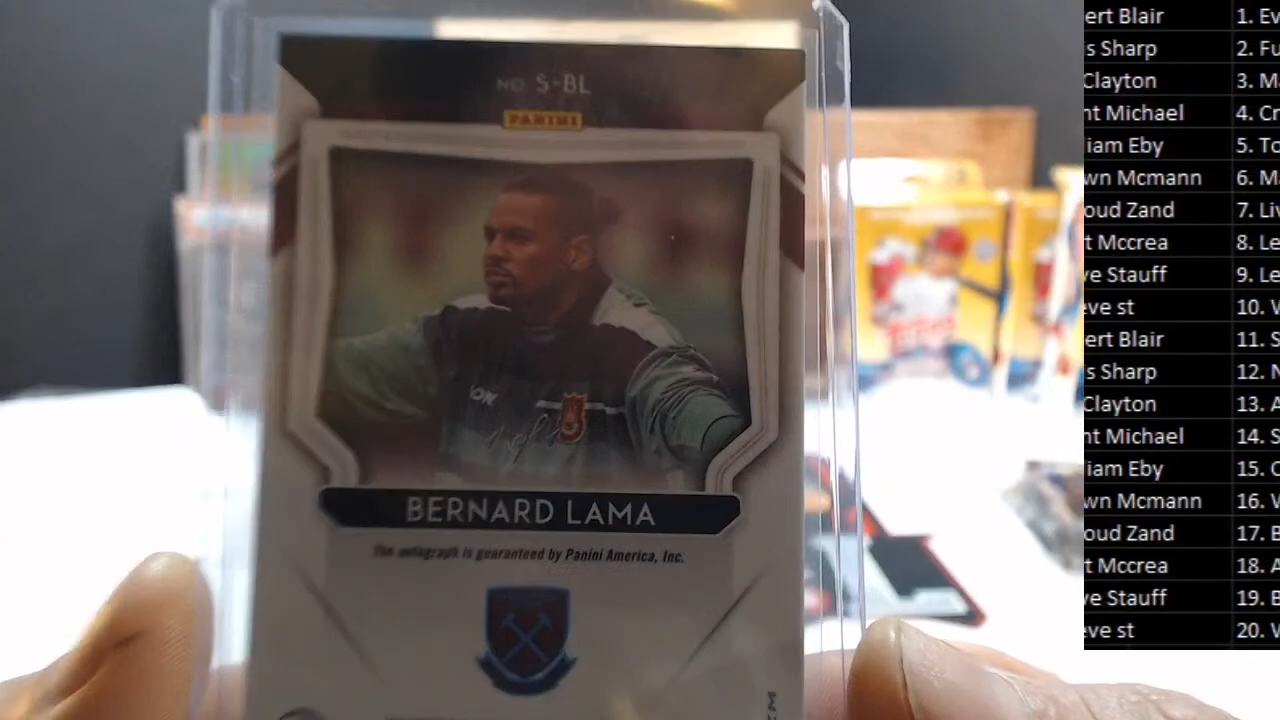 NO. S-BL
PANINI
BERNARD LAMA
The autograph is guaranteed by Panini America, Inc.
ert Blair 1. Ev
s Sharp 2. Fu
Clayton 3. M
nt Michael 4. Cr
iam Eby 5. To
wn Mcmann 6. M
oud Zand 7. Liv
t Mccrea 8. Le
ve Stauff 9. Le
eve st 10. W
ert Blair 11. S
s Sharp 12. N
Clayton 13. A
nt Michael 14. S
iam Eby 15. C
wn Mcmann 16. W
oud Zand 17. B
t Mccrea 18. A
ve Stauff 19. B
eve st 20. W